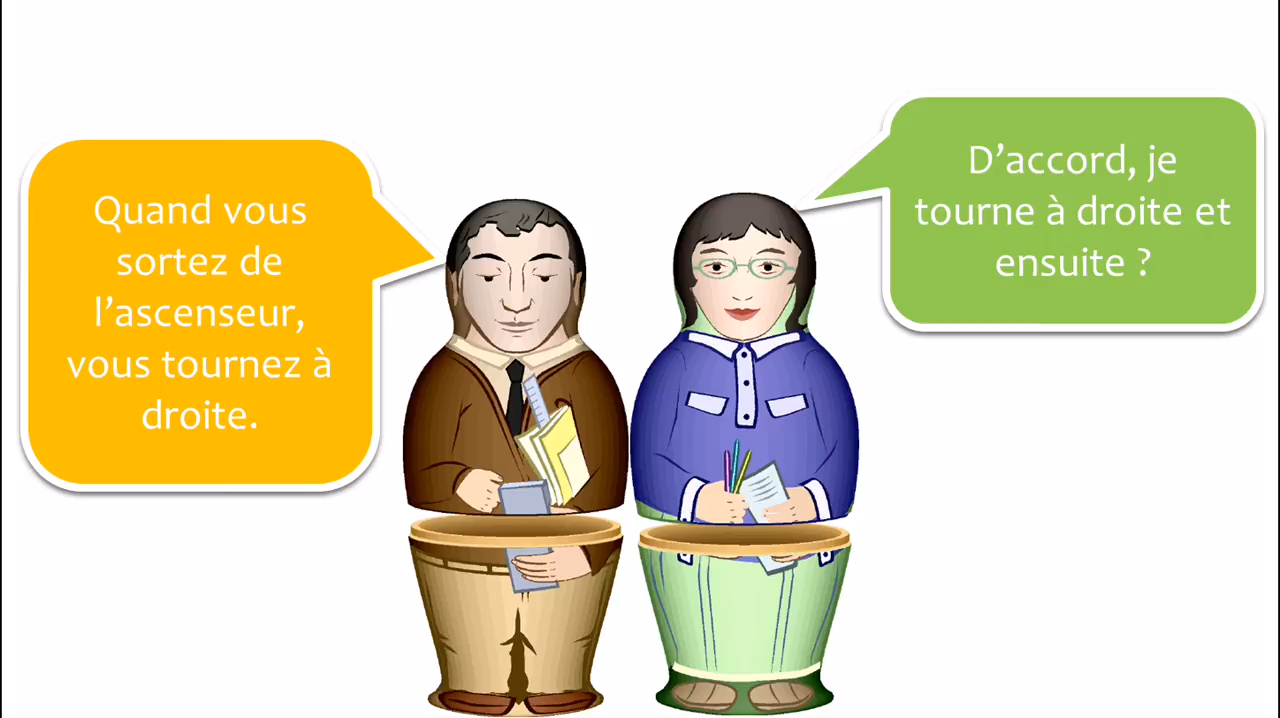 Quand vous
sortez de
l’ascenseur,
vous tournez à
droite.
D’accord, je
tourne à droite et
ensuite ?